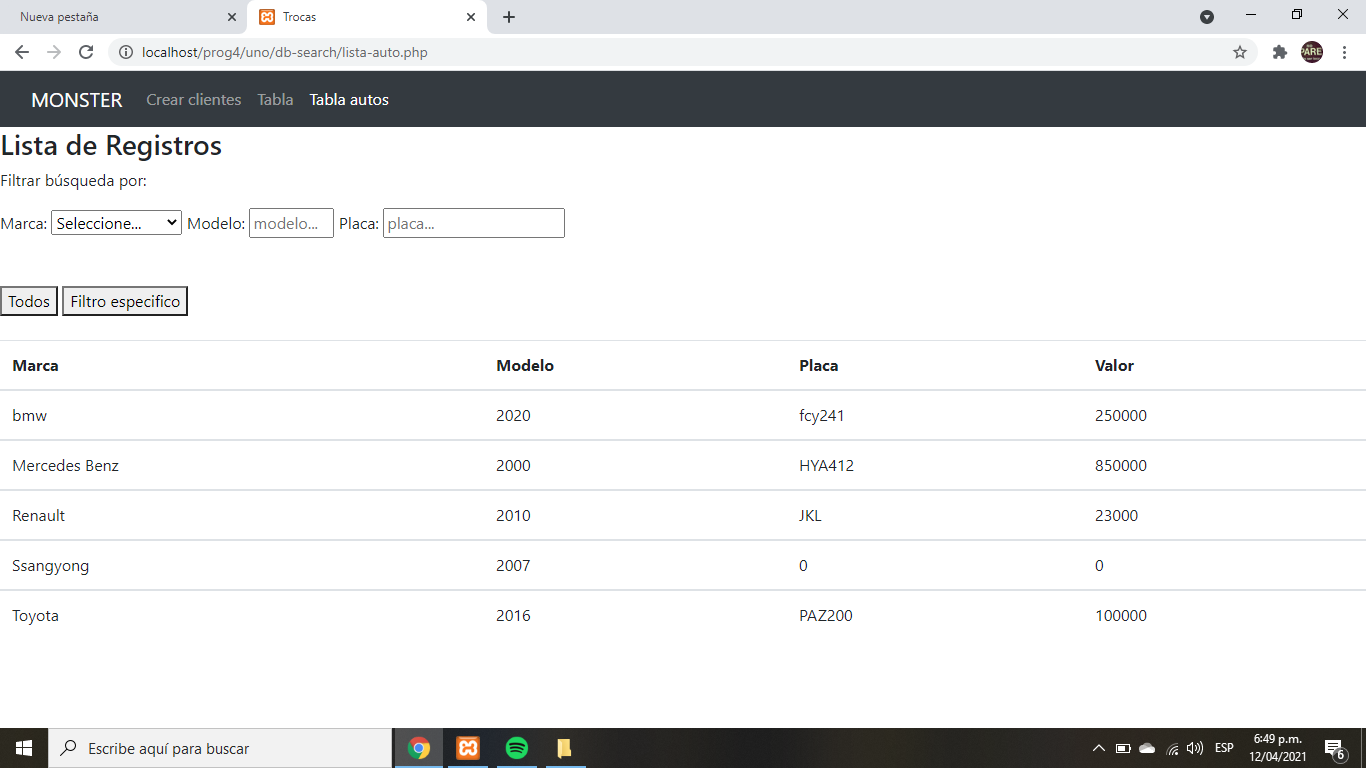 Nueva pestaña
Trocas
localhost/prog4/uno/db-search/lista-auto.php
MONSTER Crear clientes Tabla Tabla autos
Lista de Registros
Filtrar búsqueda por:
Marca: Seleccione... Modelo: modelo... Placa: placa...
Todos Filtro especifico
Marca Modelo Placa Valor
bmw 2020 fcy241 250000
Mercedes Benz 2000 HYA412 850000
Renault 2010 JKL 23000
Ssangyong 2007 0 0
Toyota 2016 PAZ200 100000
Escribe aquí para buscar
ESP
6:49 p.m.
12/04/2021
6